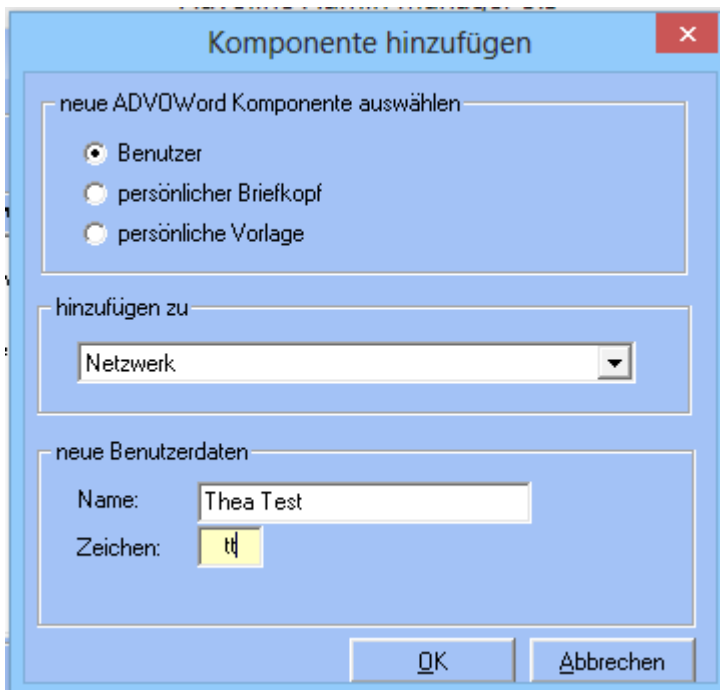 Komponente hinzufügen
neue ADVOWord Komponente auswählen
Benutzer
persönlicher Briefkopf
persönliche Vorlage
hinzufügen zu
Netzwerk
neue Benutzerdaten
Name: Thea Test
Zeichen: tt
OK Abbrechen